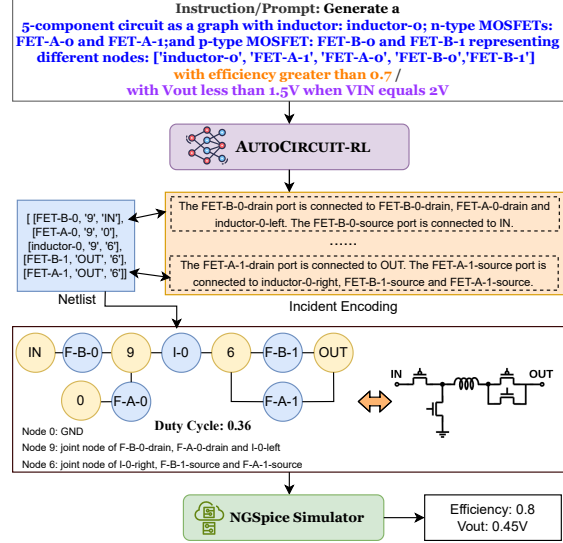 Instruction/Prompt: Generate a
5-component circuit as a graph with inductor: inductor-0; n-type MOSFETs:
FET-A-0 and FET-A-1;and p-type MOSFET: FET-B-0 and FET-B-1 representing
different nodes: ['inductor-0', 'FET-A-1', 'FET-A-0', 'FET-B-0','FET-B-1']
with efficiency greater than 0.7 /
with Vout less than 1.5V when VIN equals 2V
AUTOCIRCUIT-RL
[ [FET-B-0, '9', 'IN'],
[FET-A-0, '9', '0'],
[inductor-0, '9', '6'],
[FET-B-1, 'OUT', '6'],
[FET-A-1, 'OUT', '6']]
Netlist
The FET-B-0-drain port is connected to FET-B-0-drain, FET-A-0-drain and
inductor-0-left. The FET-B-0-source port is connected to IN.
......
The FET-A-1-drain port is connected to OUT. The FET-A-1-source port is
connected to inductor-0-right, FET-B-1-source and FET-A-1-source.
Incident Encoding
IN F-B-0 9 I-0 6 F-B-1 OUT
0 F-A-0 F-A-1
IN OUT
Duty Cycle: 0.36
Node 0: GND
Node 9: joint node of F-B-0-drain, F-A-0-drain and I-0-left
Node 6: joint node of I-0-right, F-B-1-source and F-A-1-source
NGSpice Simulator
Efficiency: 0.8
Vout: 0.45V